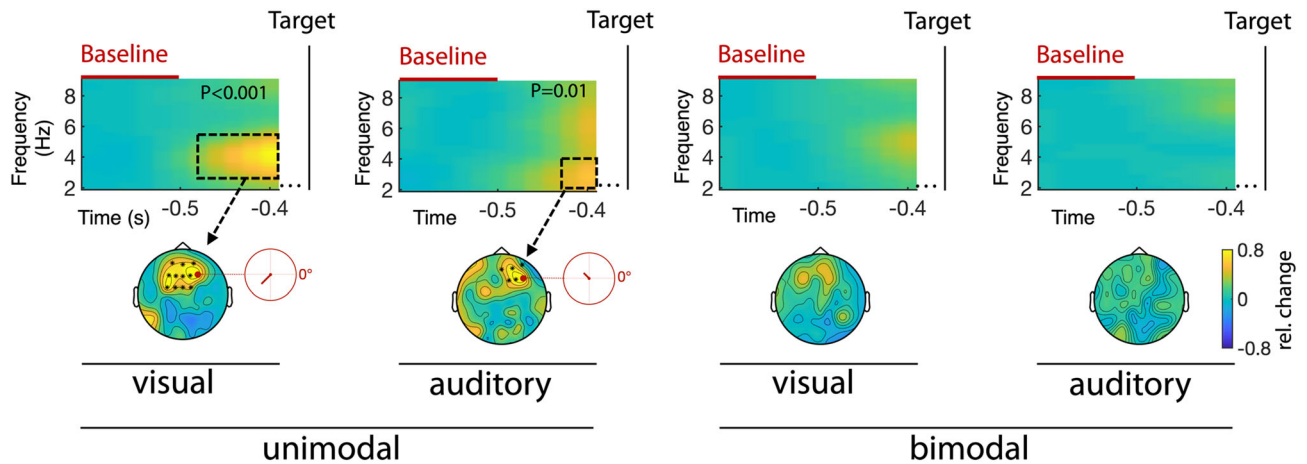 Target
Target
Target
Target
Baseline
Baseline
Baseline
Baseline
Frequency
(Hz)
8
6
4
2
P<0.001
...
Time (s)
-0.5
-0.4
Frequency
8
6
4
2
P=0.01
...
Time
-0.5
-0.4
Frequency
8
6
4
2
...
Time
-0.5
-0.4
Frequency
8
6
4
2
...
Time
-0.5
-0.4
0°
0°
0.8
0
-0.8
rel. change
visual
auditory
visual
auditory
unimodal
bimodal